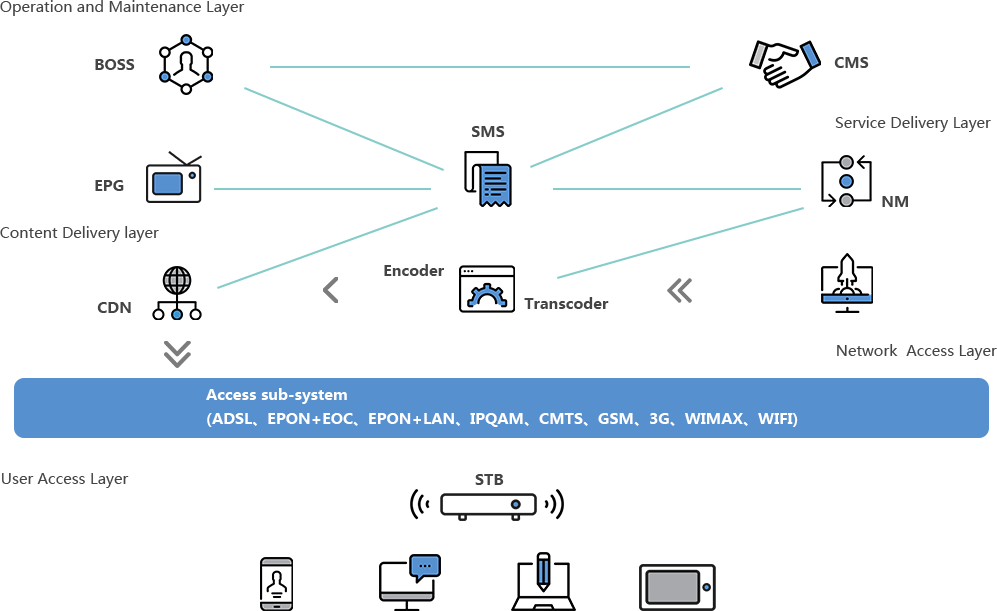 Operation and Maintenance Layer
BOSS
CMS
Service Delivery Layer
SMS
EPG
NM
Content Delivery layer
Encoder
Transcoder
CDN
Network  Access Layer
Access sub-system
(ADSL、EPON+EOC、EPON+LAN、IPQAM、CMTS、GSM、3G、WIMAX、WIFI)
User Access Layer
STB